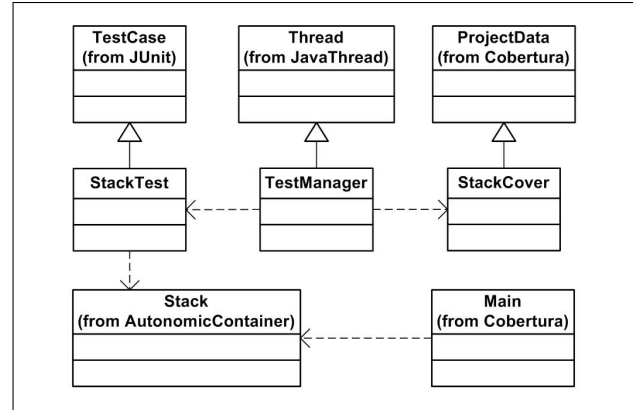 TestCase
(from JUnit)
Thread
(from JavaThread)
ProjectData
(from Cobertura)
StackTest
TestManager
StackCover
Stack
(from AutonomicContainer)
Main
(from Cobertura)